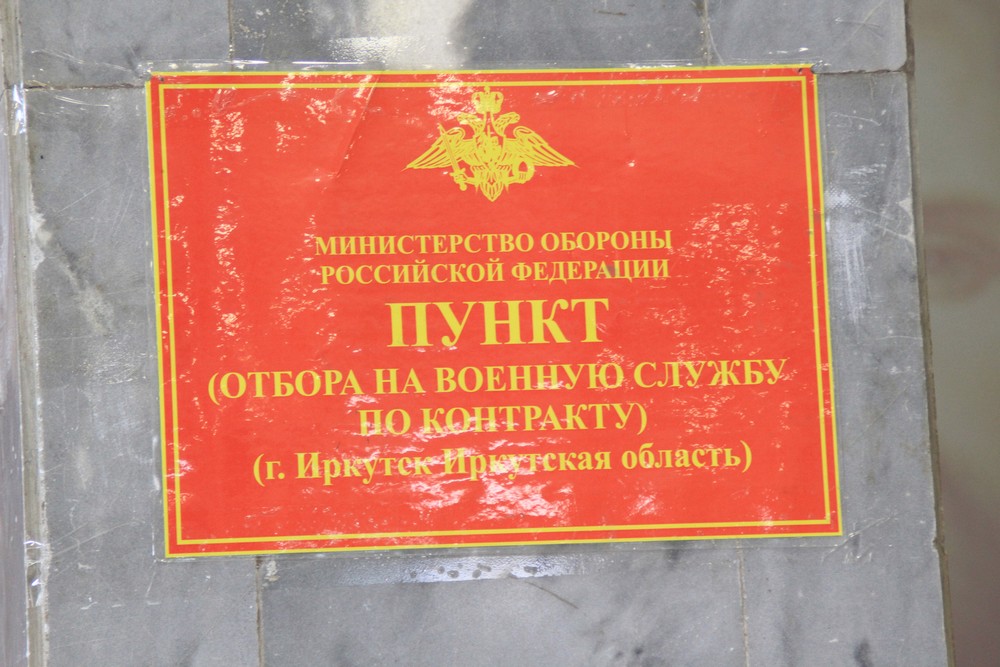 МИНИСТЕРСТВО ОБОРОНЫ
РОССИЙСКОЙ ФЕДЕРАЦИИ
ПУНКТ
(ОТБОРА НА ВОЕННУЮ СЛУЖБУ
ПО КОНТРАКТУ)
(г. Иркутск Иркутская область)